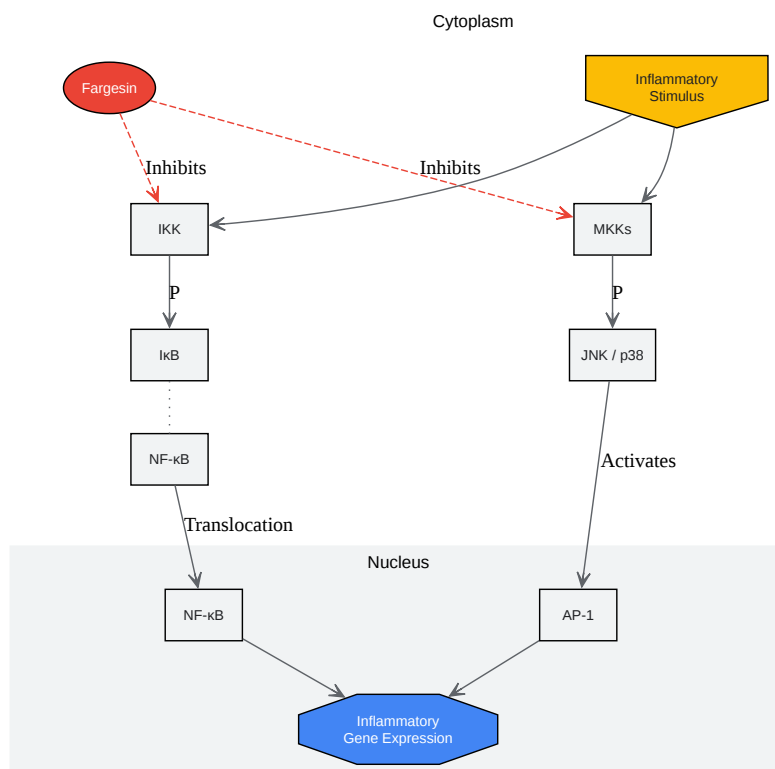 Cytoplasm
Fargesin
Inflammatory
Stimulus
Inhibits
Inhibits
IKK
MKKs
P
P
IκB
JNK / p38
NF-κB
Activates
Translocation
Nucleus
NF-κB
AP-1
Inflammatory
Gene Expression